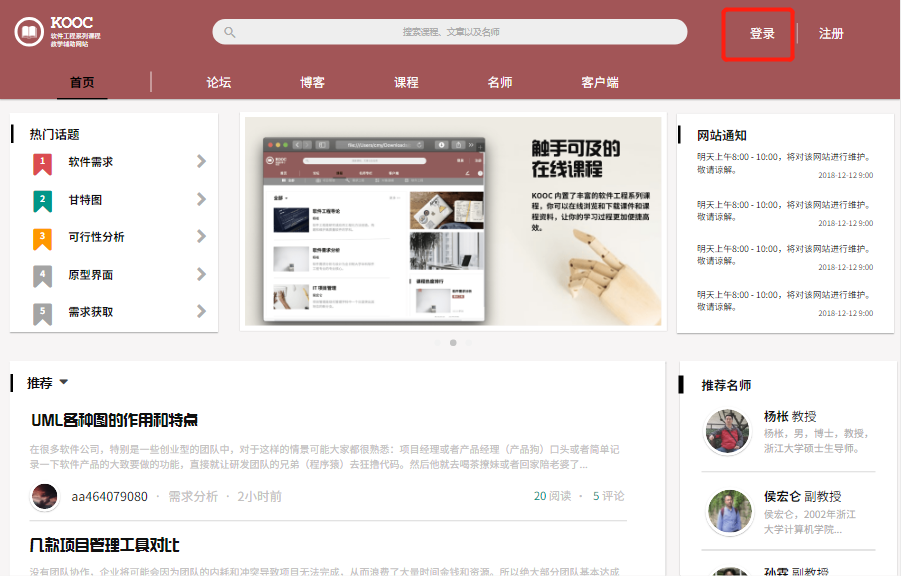 KOOC
软件工程系列课程
教学辅助网站
搜索课程、文章以及名师
登录
注册
首页
论坛
博客
课程
名师
客户端
热门话题
1
软件需求
2
甘特图
3
可行性分析
4
原型界面
5
需求获取
触手可及的
在线课程
KOOC 内置了丰富的软件工程系列课
程，你可以在线浏览和下载课件和课
程资料，让你的学习过程更加便捷高
效。
全部
软件工程导论
软件需求分析
IT 项目管理
网站通知
明天上午8:00 - 10:00，将对该网站进行维护。
敬请谅解。
2018-12-12 9:00
明天上午8:00 - 10:00，将对该网站进行维护。
敬请谅解。
2018-12-12 9:00
明天上午8:00 - 10:00，将对该网站进行维护。
敬请谅解。
2018-12-12 9:00
明天上午8:00 - 10:00，将对该网站进行维护。
敬请谅解。
2018-12-12 9:00
推荐
UML各种图的作用和特点
在很多软件公司，特别是一些创业型的团队中，对于这样的情景可能大家都很熟悉：项目经理或者产品经理（产品狗）口头或者简单记
录一下软件产品的大致要做的功能，直接就让研发团队的兄弟（程序猿）去狂撸代码。然后他就去喝茶撩妹或者回家陪老婆了...
aa464079080 · 需求分析 · 2小时前
20 阅读 · 5 评论
几款项目管理工具对比
没有团队协作，企业将可能会因为团队的内耗和冲突导致项目无法完成，从而浪费了大量时间金钱和资源。所以绝大部分团队基本达成
推荐名师
杨枨 教授
杨枨，男，博士，教授，
浙江大学硕士生导师。
侯宏仑 副教授
侯宏仑，2002年浙江
大学计算机学院...
孙霖 副教授